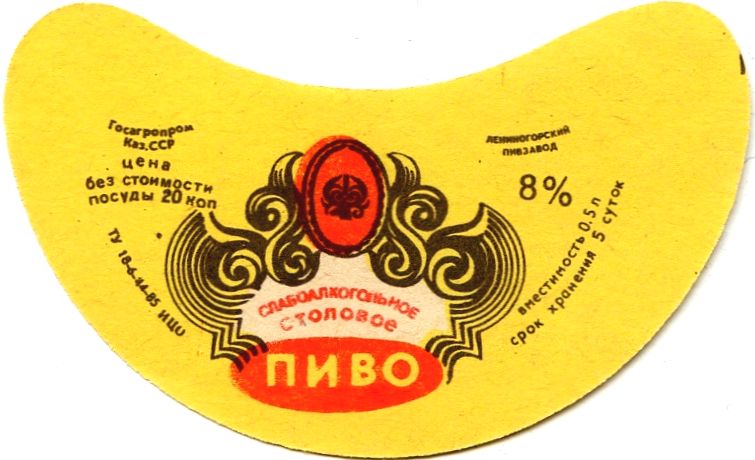 Госагропром
Каз.ССР
цена
без стоимости
посуды 20 коп
ТУ 18-6-44-85 ИЦО
ЛЕНИНОГОРСКИЙ
ПИВЗАВОД
8%
вместимость 0,5 л
срок хранения 5 суток
СЛАБОАЛКОГОЛЬНОЕ
столовое
ПИВО